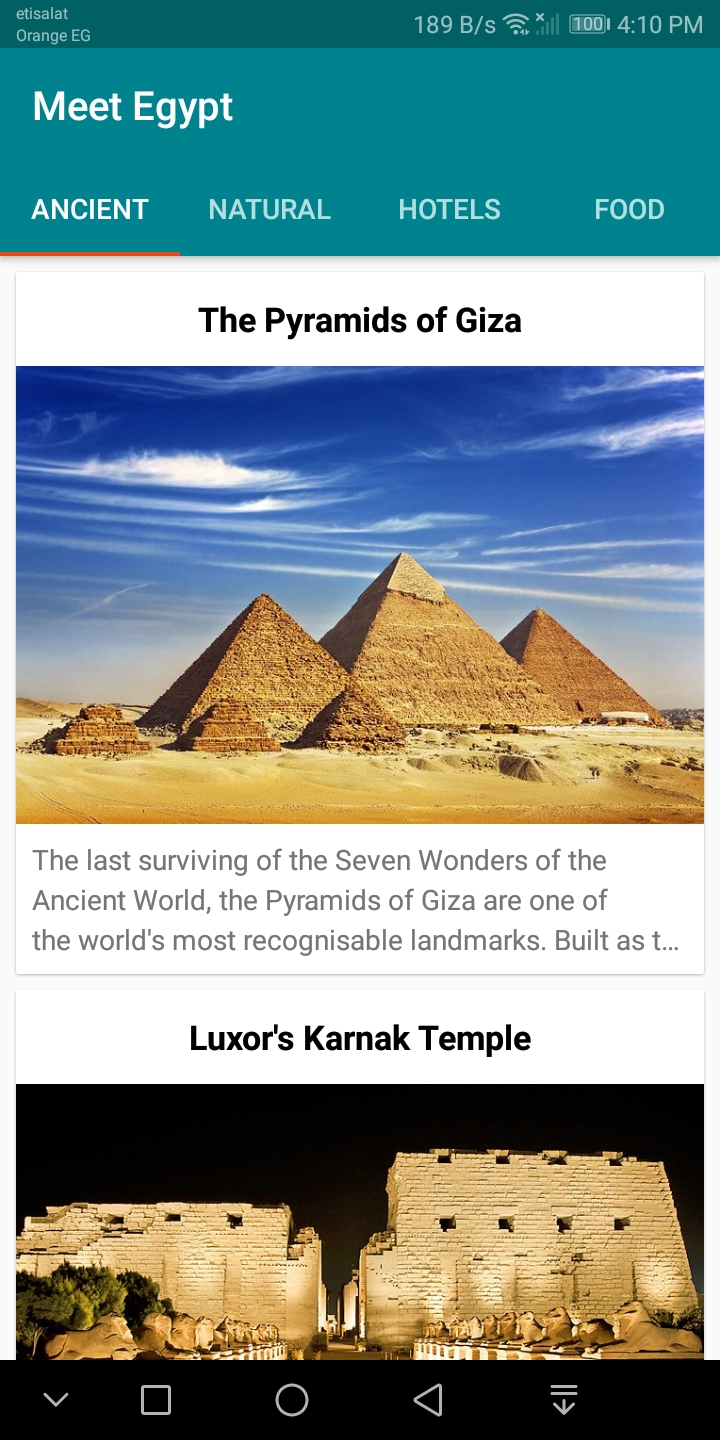 etisalat
Orange EG
189 B/s 100 4:10 PM
Meet Egypt
ANCIENT NATURAL HOTELS FOOD
The Pyramids of Giza
The last surviving of the Seven Wonders of the
Ancient World, the Pyramids of Giza are one of
the world's most recognisable landmarks. Built as t…
Luxor's Karnak Temple